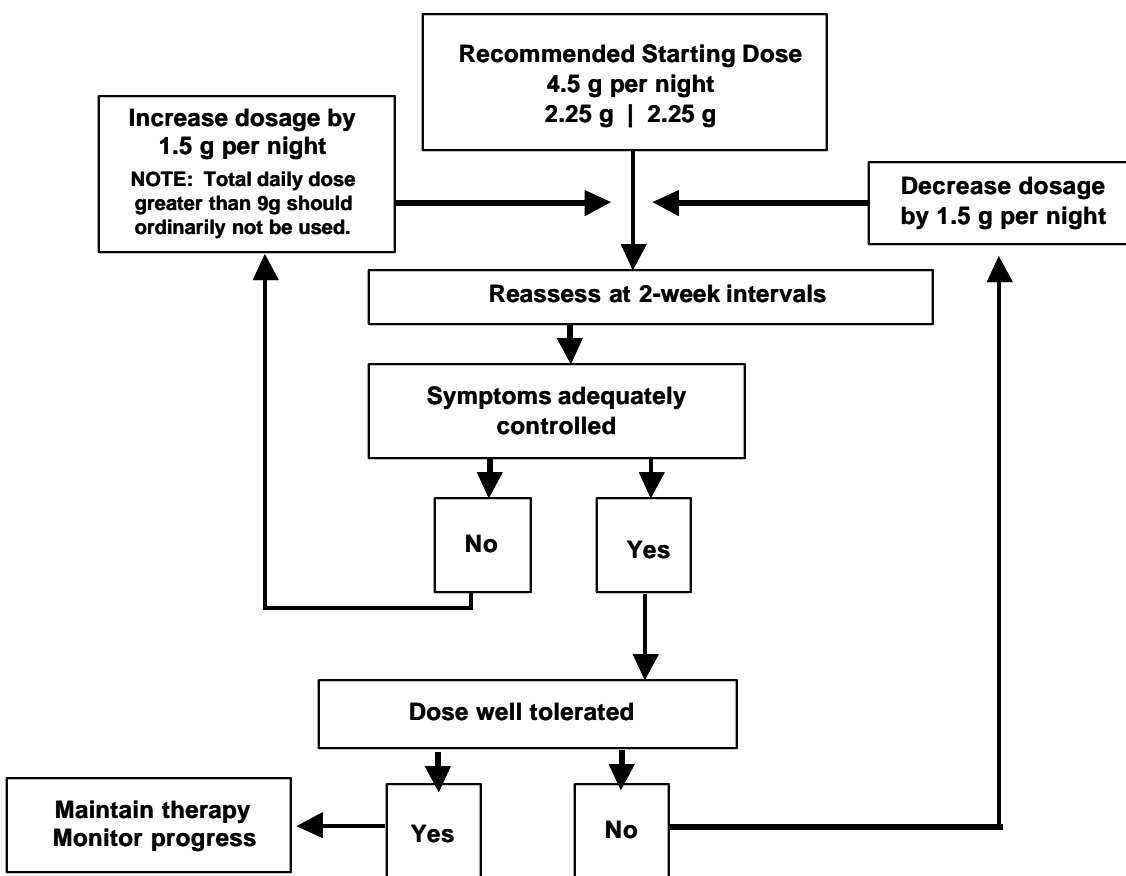 Recommended Starting Dose
4.5 g per night
2.25 g | 2.25 g
Increase dosage by
1.5 g per night
NOTE: Total daily dose
greater than 9g should
ordinarily not be used.
Decrease dosage
by 1.5 g per night
Reassess at 2-week intervals
Symptoms adequately
controlled
No
Yes
Dose well tolerated
Maintain therapy
Monitor progress
Yes
No